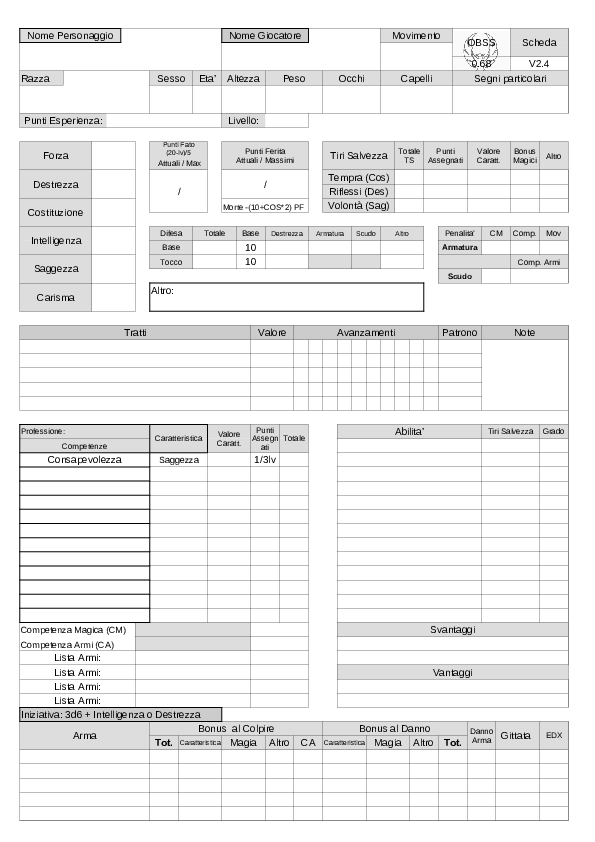 Nome Personaggio Nome Giocatore Movimento OBSS Scheda
0.68 V2.4
Razza Sesso Eta' Altezza Peso Occhi Capelli Segni particolari
Punti Esperienza: Livello:
Forza
Destrezza
Costituzione
Intelligenza
Saggezza
Carisma
Punti Fato
(20-lv)/5
Attuali / Max
/
Punti Ferita
Attuali / Massimi
/
Morte -(10+COS*2) PF
Tiri Salvezza Totale TS Punti Assegnati Valore Caratt. Bonus Magici Altro
Tempra (Cos)
Riflessi (Des)
Volontà (Sag)
Difesa Totale Base Destrezza Armatura Scudo Altro
Base 10
Tocco 10
Penalita' CM Comp. Mov
Armatura
Comp. Armi
Scudo
Altro:
Tratti Valore Avanzamenti Patrono Note
Professione:
Competenze Caratteristica Valore Caratt. Punti Assegnati Totale
Consapevolezza Saggezza 1/3lv
Abilita' Tiri Salvezza Grado
Competenza Magica (CM)
Competenza Armi (CA)
Lista Armi:
Lista Armi:
Lista Armi:
Lista Armi:
Svantaggi
Vantaggi
Iniziativa: 3d6 + Intelligenza o Destrezza
Arma Bonus al Colpire Bonus al Danno Danno Arma Gittata EDX
Tot. Caratteristica Magia Altro CA Caratteristica Magia Altro Tot.